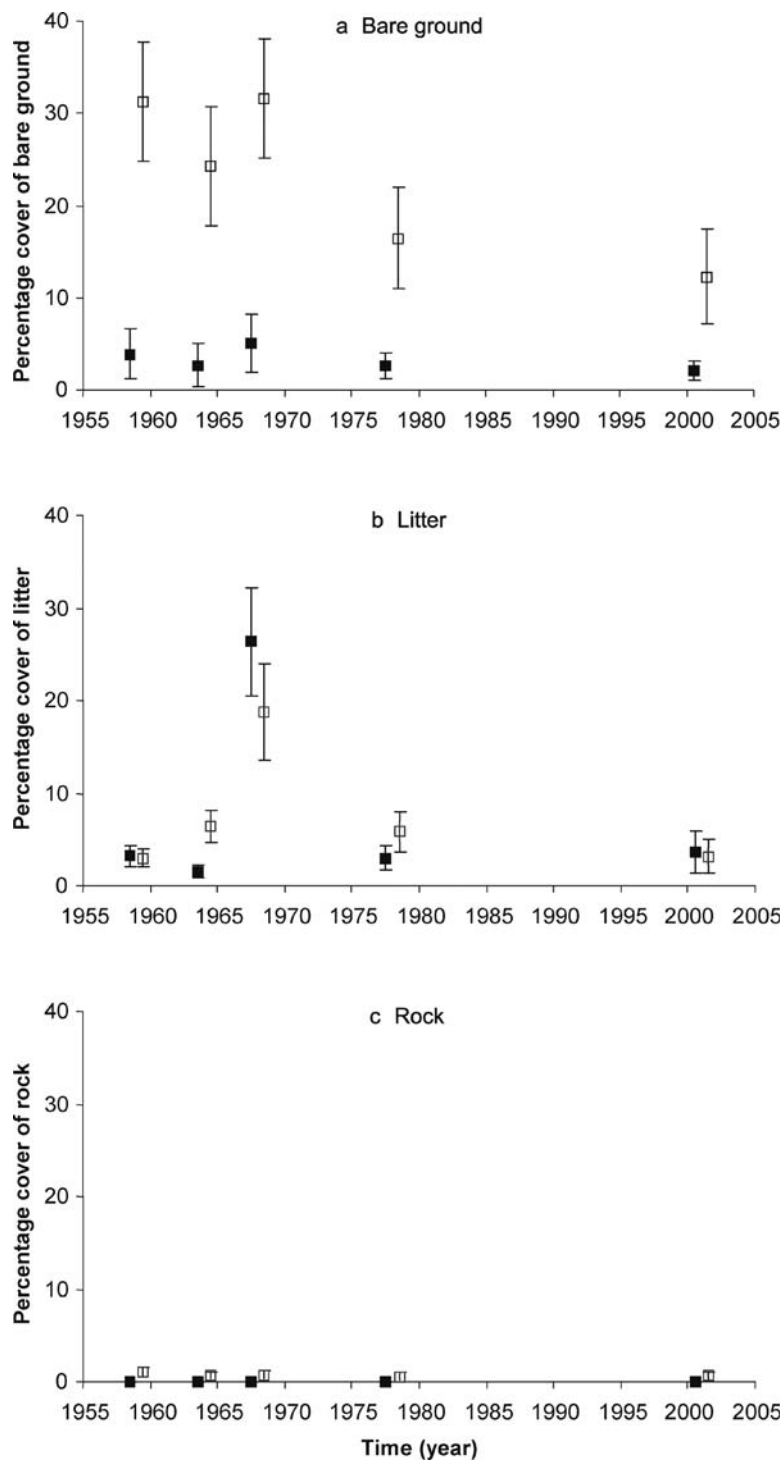 a Bare ground
Percentage cover of bare ground
40
30
20
10
0
1955 1960 1965 1970 1975 1980 1985 1990 1995 2000 2005
b Litter
Percentage cover of litter
40
30
20
10
0
1955 1960 1965 1970 1975 1980 1985 1990 1995 2000 2005
c Rock
Percentage cover of rock
40
30
20
10
0
1955 1960 1965 1970 1975 1980 1985 1990 1995 2000 2005
Time (year)